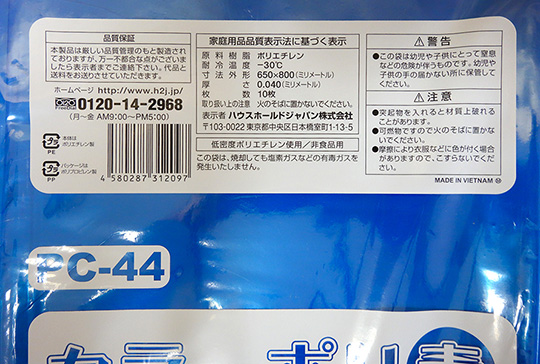 品質保証
本製品は厳しい品質管理のもと製造され
ておりますが、万一不都合な点がございま
したら表示者までご連絡下さい。代品と
送料をお送りさせていただきます。
ホームページ http://www.h2j.jp/
0120-14-2968
(月〜金 AM9:00〜PM5:00)
プラ
PE
本体は
ポリエチレン製
プラ
PP
パッケージは
ポリプロピレン製
4 580287 312097
家庭用品品質表示法に基づく表示
原料樹脂 ポリエチレン
耐冷温度 −30℃
寸法外形 650×800(ミリメートル)
厚さ 0.040(ミリメートル)
枚数 10枚
取り扱い上の注意 火のそばに置かないでください。
表示者 ハウスホールドジャパン株式会社
〒103-0022 東京都中央区日本橋室町1-13-5
低密度ポリエチレン使用/非食品用
この袋は、焼却しても塩素ガスなどの有毒ガスを
発生いたしません。
⚠警告
●この袋は幼児や子供にとって窒息
などの危険が伴うものです。幼児や
子供の手の届かない所に保管して
ください。
⚠注意
●突起物を入れると材質上破れる
ことがあります。
●可燃物ですので火のそばに置かな
いでください。
●摩擦により衣服などに色が付く場合
がありますので、こすらないでくだ
さい。
MADE IN VIETNAM Ⓜ
PC-44
カラーポリ 青